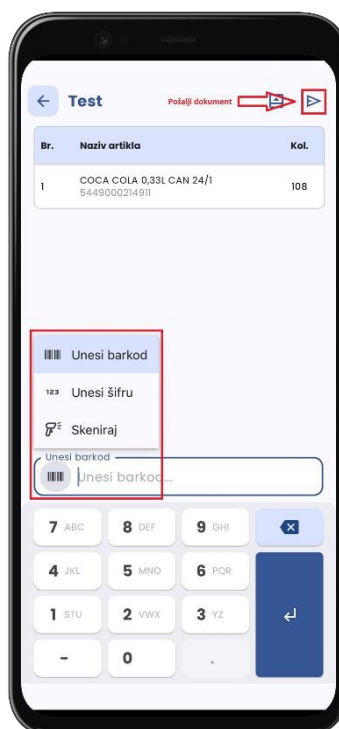 Test
Pošalji dokument
Br. Naziv artikla Kol.
1 COCA COLA 0,33L CAN 24/1 108
5449000214911
Unesi barkod
123 Unesi šifru
Skeniraj
Unesi barkod
Unesi barkod...
7 ABC 8 DEF 9 GHI
4 JKL 5 MNO 6 PQR
1 STU 2 VWX 3 YZ
- 0 .